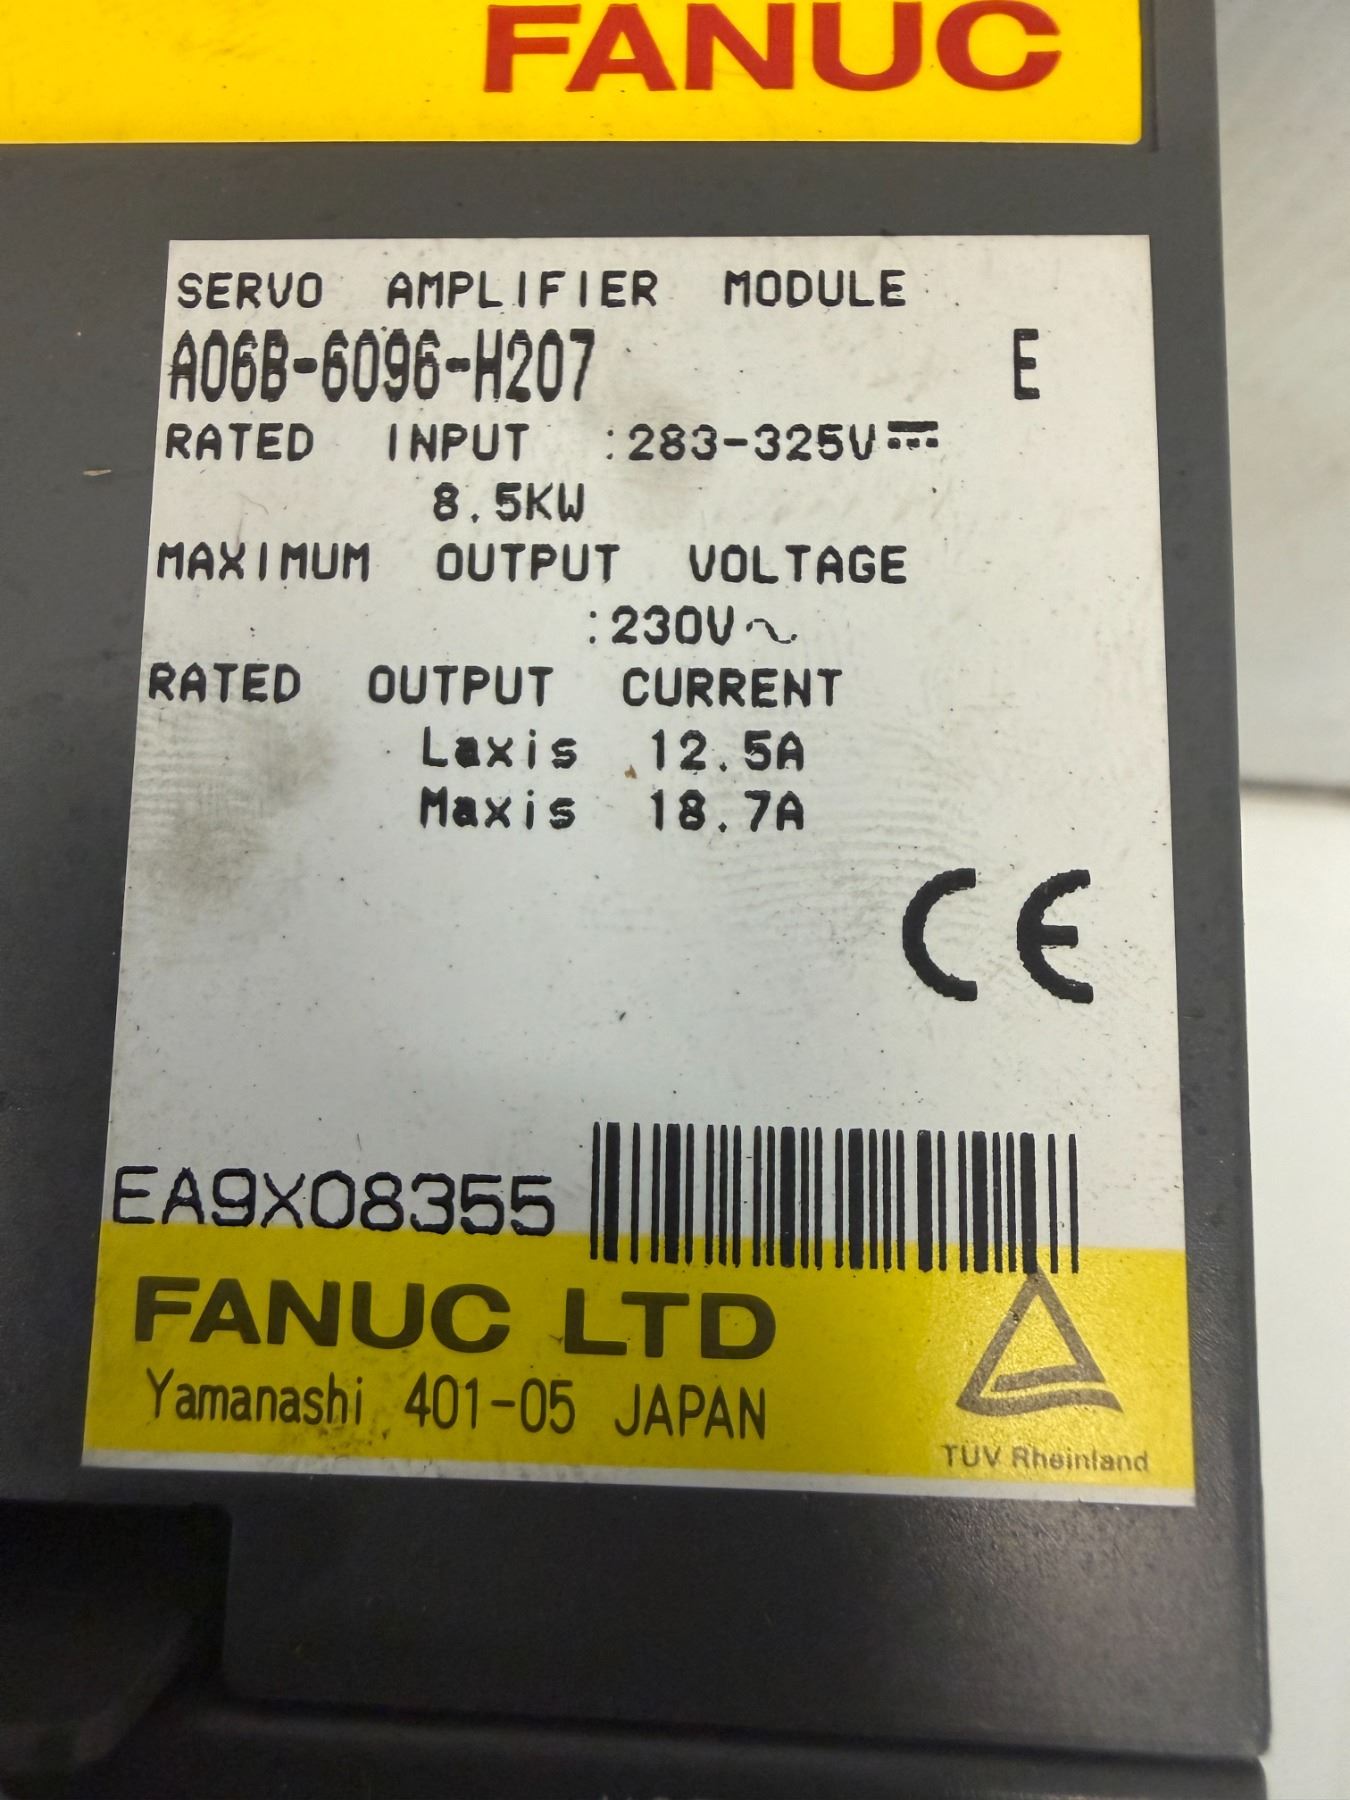 FANUC
SERVO AMPLIFIER MODULE
A06B-6096-H207 E
RATED INPUT :283-325V⎓
8.5KW
MAXIMUM OUTPUT VOLTAGE
:230V～
RATED OUTPUT CURRENT
Laxis 12.5A
Maxis 18.7A
CE
EA9X08355
FANUC LTD
Yamanashi 401-05 JAPAN
TÜV Rheinland